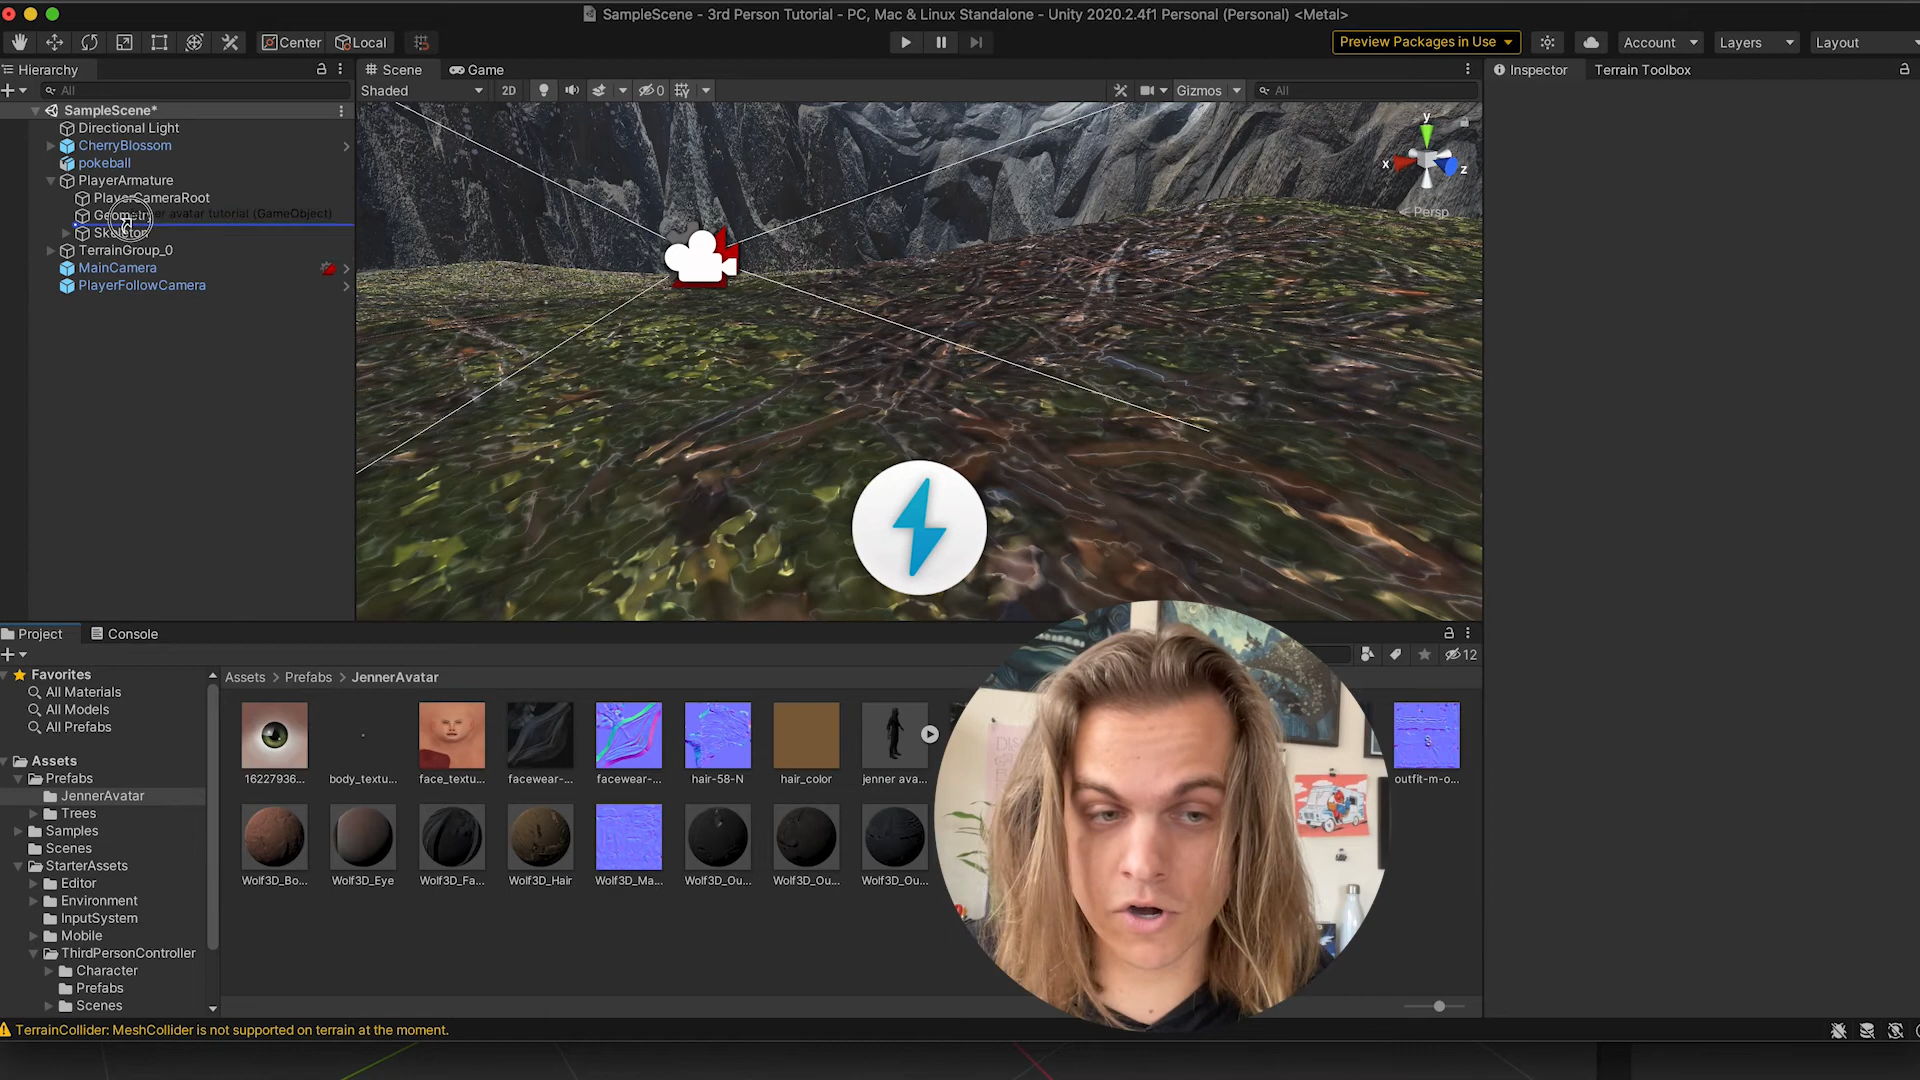 SampleScene - 3rd Person Tutorial - PC, Mac & Linux Standalone - Unity 2020.2.4f1 Personal (Personal) <Metal>
Center Local Preview Packages in Use Account Layers Layout
Hierarchy Scene Game Inspector Terrain Toolbox
All Shaded 2D 0 Gizmos All
SampleScene*
Directional Light
CherryBlossom
pokeball
PlayerArmature
PlayerCameraRoot
Geometry avatar tutorial (GameObject)
Skeleton
TerrainGroup_0
MainCamera
PlayerFollowCamera
y
x
z
Persp
Project Console
12
Favorites
All Materials
All Models
All Prefabs
Assets
Prefabs
JennerAvatar
Trees
Samples
Scenes
StarterAssets
Editor
Environment
InputSystem
Mobile
ThirdPersonController
Character
Prefabs
Scenes
Assets > Prefabs > JennerAvatar
16227936... body_textu... face_textu... facewear-... facewear-... hair-58-N hair_color jenner ava... outfit-m-o...
Wolf3D_Bo... Wolf3D_Eye Wolf3D_Fa... Wolf3D_Hair Wolf3D_Ma... Wolf3D_Ou... Wolf3D_Ou... Wolf3D_Ou...
TerrainCollider: MeshCollider is not supported on terrain at the moment.